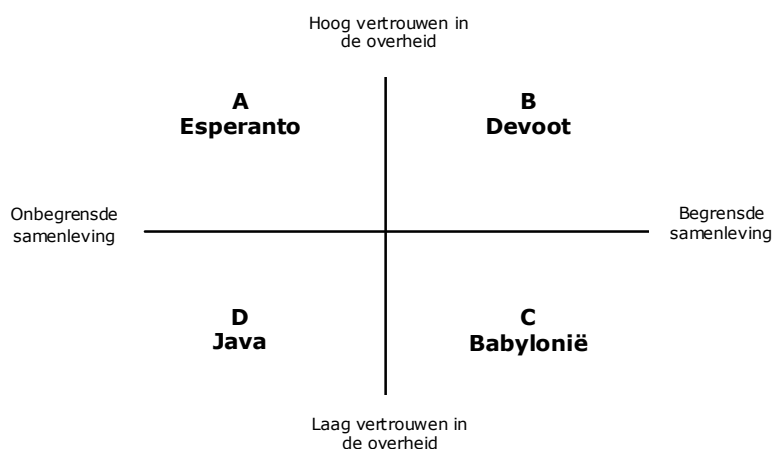 Hoog vertrouwen in
de overheid
A
Esperanto
B
Devoot
Onbegrensde
samenleving
Begrensde
samenleving
D
Java
C
Babylonië
Laag vertrouwen in
de overheid